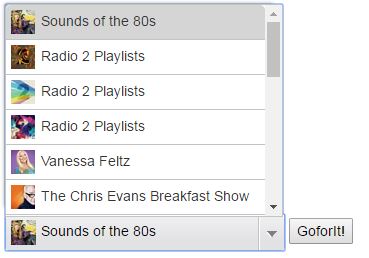 Sounds of the 80s
Radio 2 Playlists
Radio 2 Playlists
Radio 2 Playlists
Vanessa Feltz
The Chris Evans Breakfast Show
Sounds of the 80s
GoforIt!